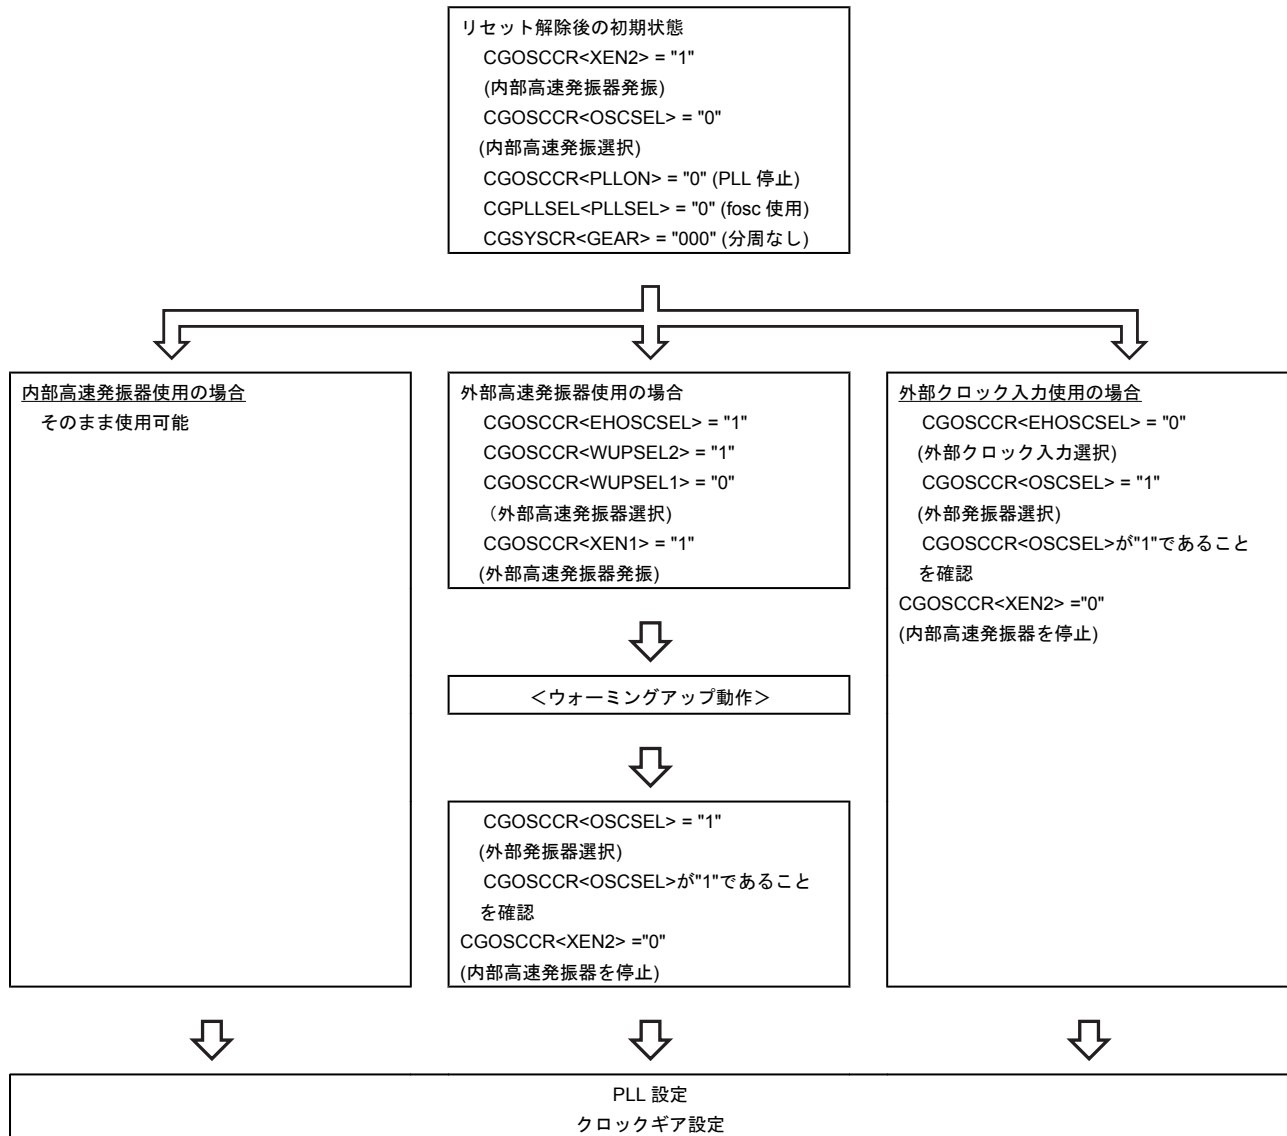 リセット解除後の初期状態
CGOSCCR<XEN2> = "1"
(内部高速発振器発振)
CGOSCCR<OSCSEL> = "0"
(内部高速発振選択)
CGOSCCR<PLLON> = "0" (PLL 停止)
CGPLLSEL<PLLSEL> = "0" (fosc 使用)
CGSYSCR<GEAR> = "000" (分周なし)
内部高速発振器使用の場合
そのまま使用可能
外部高速発振器使用の場合
CGOSCCR<EHOSCSEL> = "1"
CGOSCCR<WUPSEL2> = "1"
CGOSCCR<WUPSEL1> = "0"
（外部高速発振器選択)
CGOSCCR<XEN1> = "1"
(外部高速発振器発振)
＜ウォーミングアップ動作＞
CGOSCCR<OSCSEL> = "1"
(外部発振器選択)
CGOSCCR<OSCSEL>が"1"であること
を確認
CGOSCCR<XEN2> ="0"
(内部高速発振器を停止)
外部クロック入力使用の場合
CGOSCCR<EHOSCSEL> = "0"
(外部クロック入力選択)
CGOSCCR<OSCSEL> = "1"
(外部発振器選択)
CGOSCCR<OSCSEL>が"1"であること
を確認
CGOSCCR<XEN2> ="0"
(内部高速発振器を停止)
PLL 設定
クロックギア設定